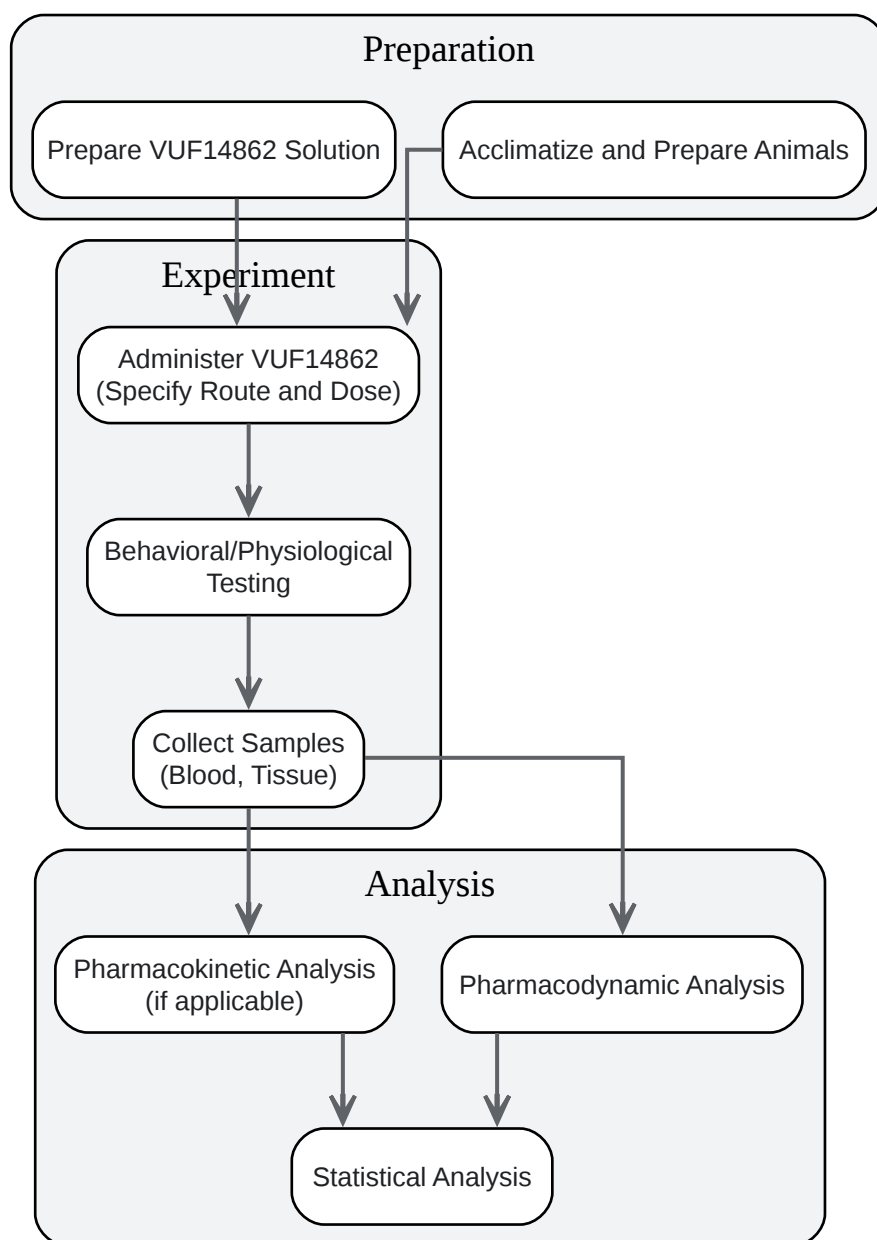 Preparation
Prepare VUF14862 Solution
Acclimatize and Prepare Animals
Experiment
Administer VUF14862
(Specify Route and Dose)
Behavioral/Physiological
Testing
Collect Samples
(Blood, Tissue)
Analysis
Pharmacokinetic Analysis
(if applicable)
Pharmacodynamic Analysis
Statistical Analysis